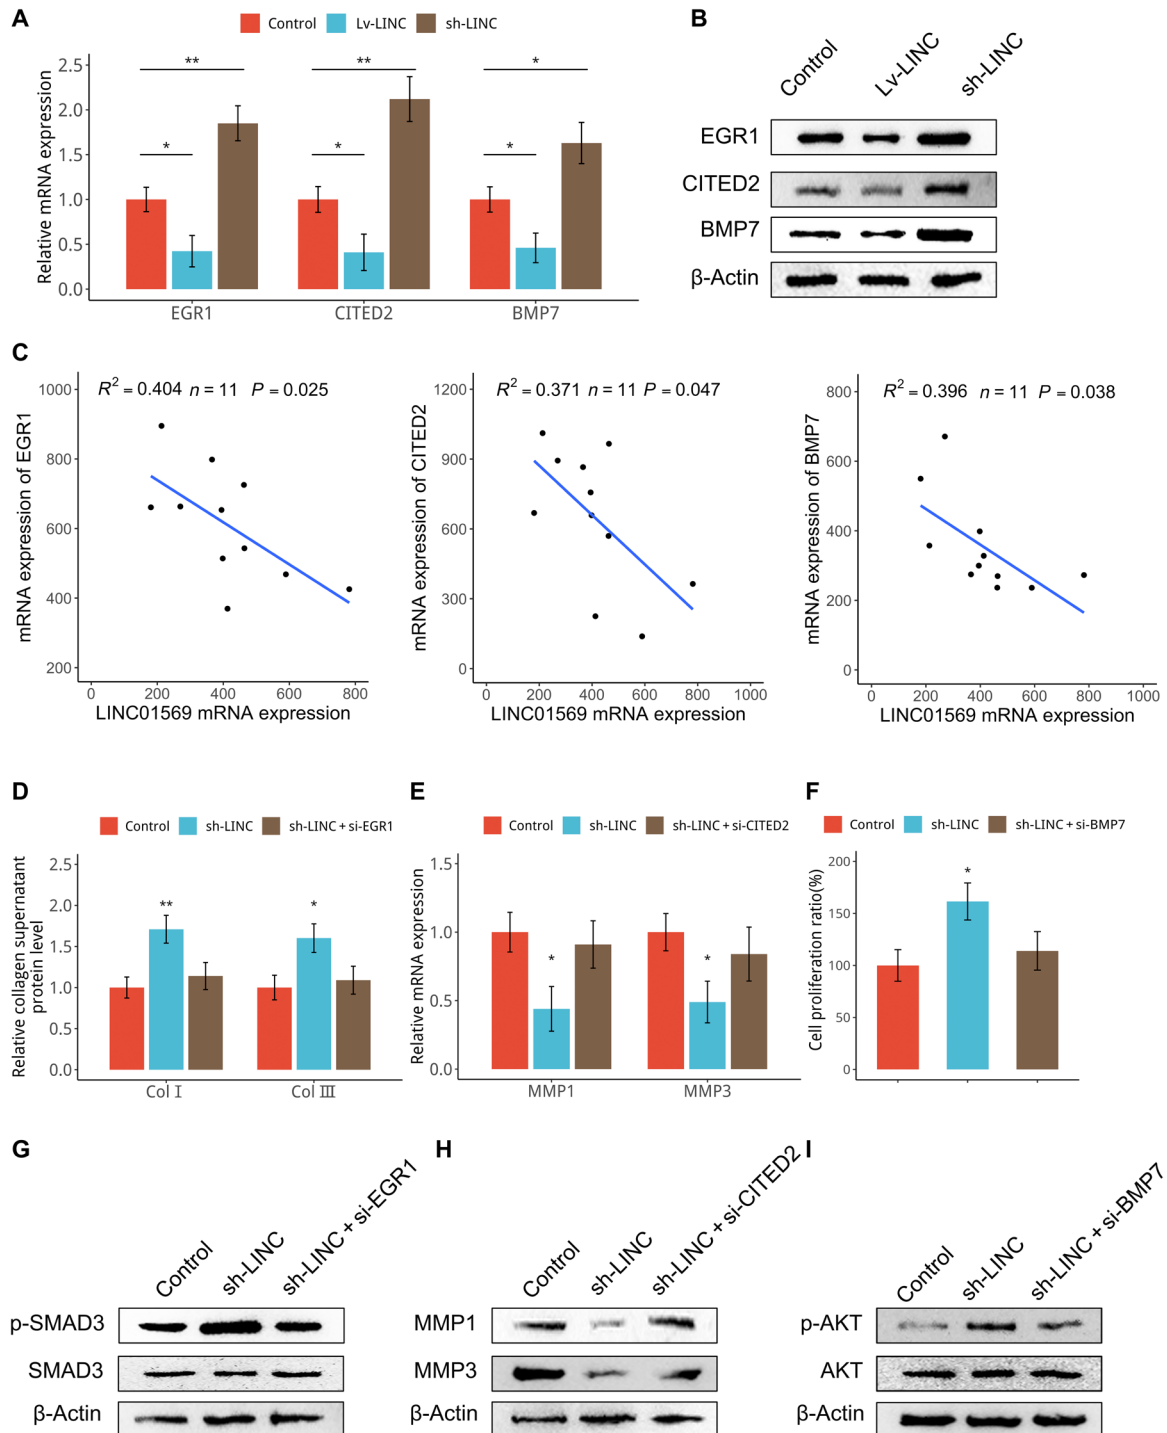 A
Control Lv-LINC sh-LINC
Relative mRNA expression
2.5
2.0
1.5
1.0
0.5
0.0
** ** *
* * *
EGR1 CITED2 BMP7
B
Control Lv-LINC sh-LINC
EGR1
CITED2
BMP7
β-Actin
C
mRNA expression of EGR1
R² = 0.404 n = 11 P = 0.025
1000
800
600
400
200
0 200 400 600 800
LINC01569 mRNA expression
mRNA expression of CITED2
R² = 0.371 n = 11 P = 0.047
1200
900
600
300
0
0 200 400 600 800 1000
LINC01569 mRNA expression
mRNA expression of BMP7
R² = 0.396 n = 11 P = 0.038
800
600
400
200
0
0 200 400 600 800 1000
LINC01569 mRNA expression
D
Control sh-LINC sh-LINC + si-EGR1
Relative collagen supernatant
protein level
2.5
2.0
1.5
1.0
0.5
0.0
** *
Col I Col III
E
Control sh-LINC sh-LINC + si-CITED2
Relative mRNA expression
1.5
1.0
0.5
0.0
* *
MMP1 MMP3
F
Control sh-LINC sh-LINC + si-BMP7
Cell proliferation ratio(%)
200
150
100
50
0
*
G
Control sh-LINC sh-LINC + si-EGR1
p-SMAD3
SMAD3
β-Actin
H
Control sh-LINC sh-LINC + si-CITED2
MMP1
MMP3
β-Actin
I
Control sh-LINC sh-LINC + si-BMP7
p-AKT
AKT
β-Actin